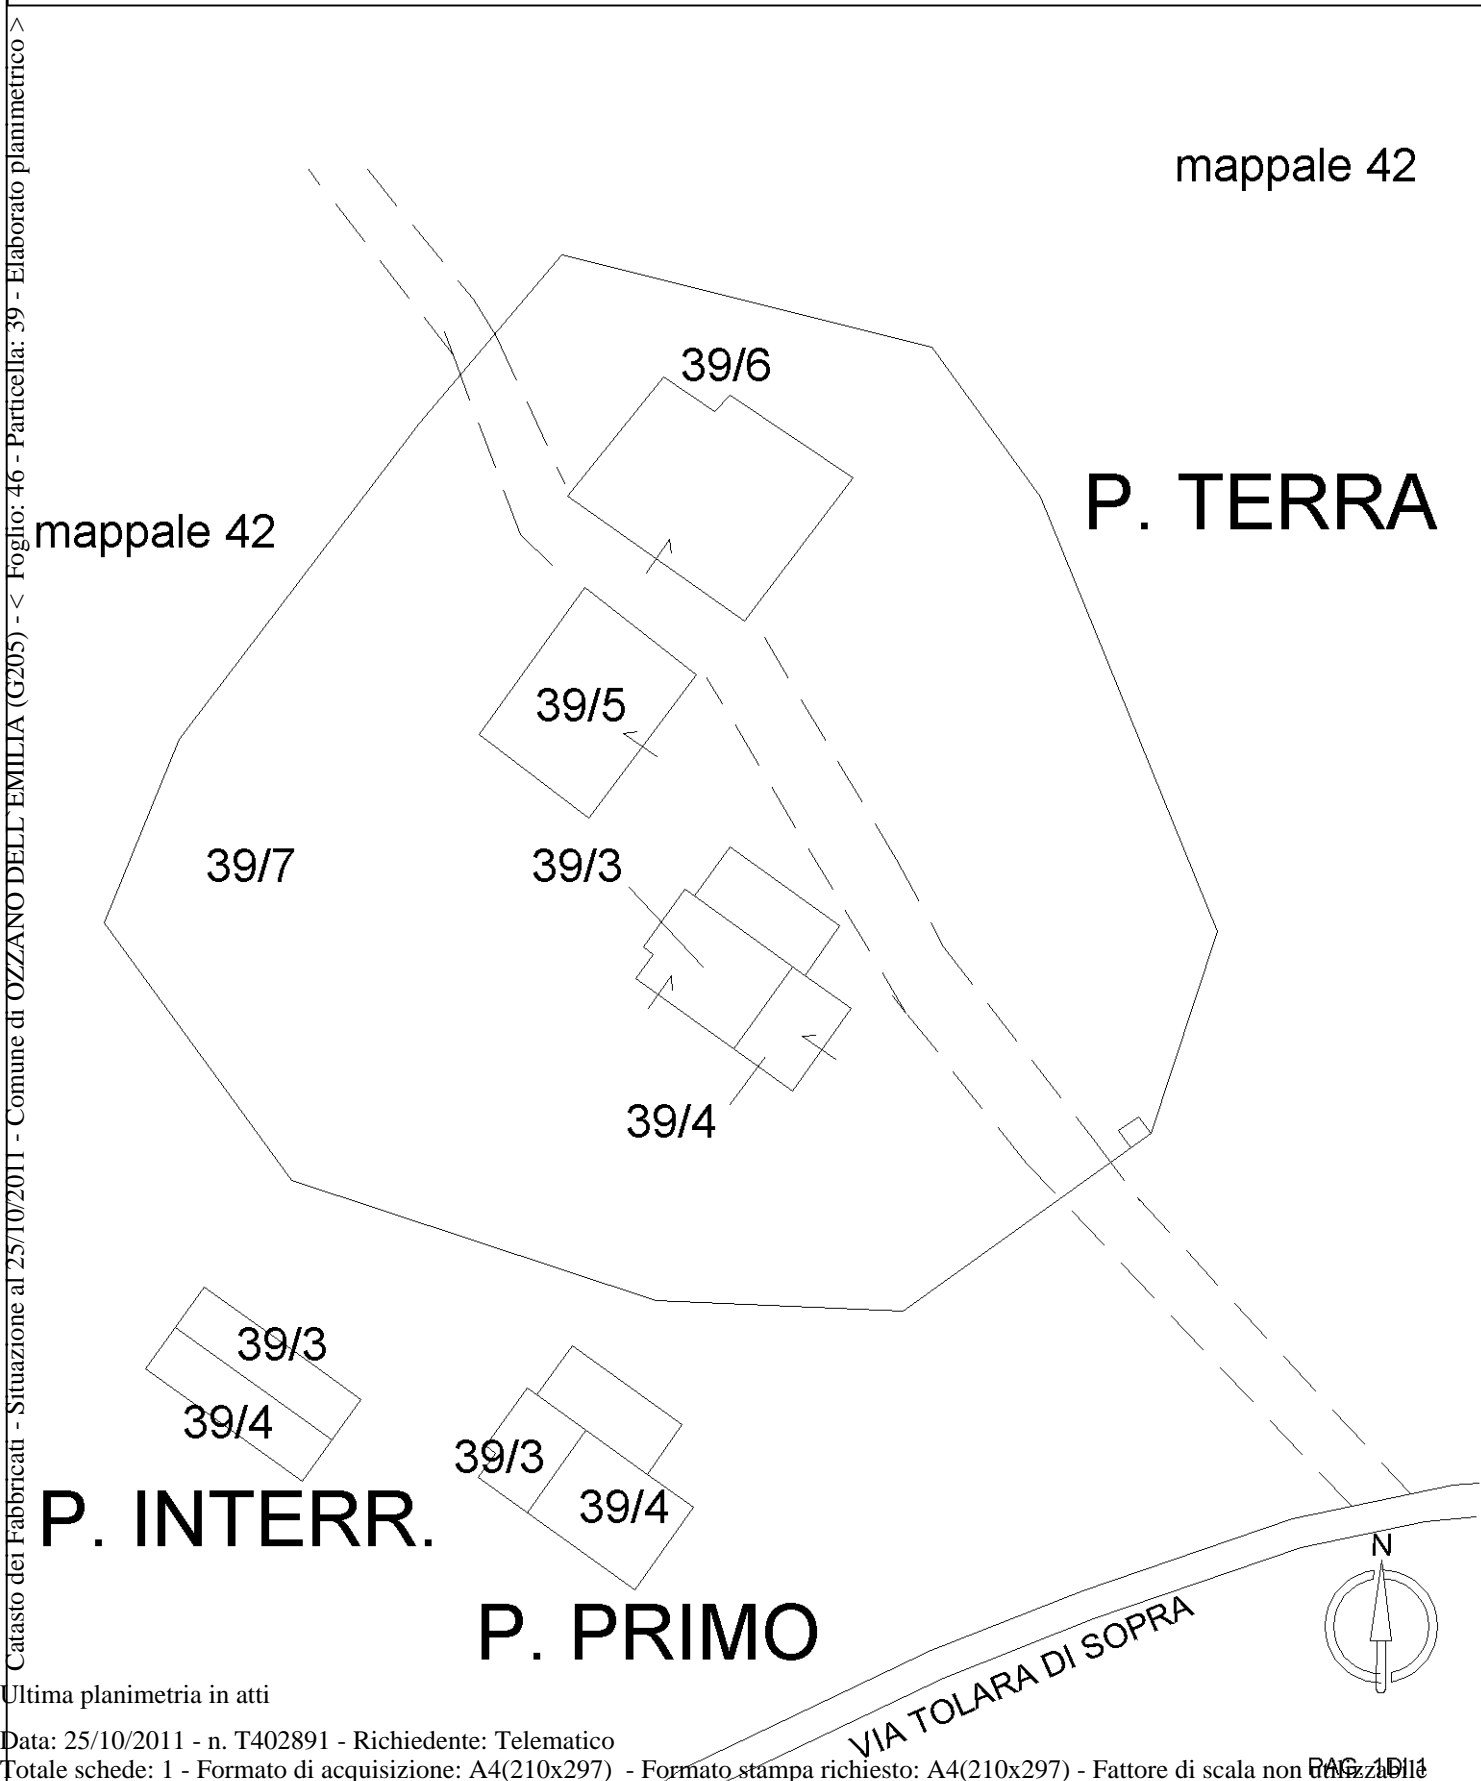 mappale 42
39/6
P. TERRA
mappale 42
39/5
39/7
39/3
39/4
39/3
39/4
P. INTERR.
39/3
39/4
P. PRIMO
N
VIA TOLARA DI SOPRA
Catasto dei Fabbricati - Situazione al 25/10/2011 - Comune di OZZANO DELL`EMILIA (G205) - < Foglio: 46 - Particella: 39 - Elaborato planimetrico >
Ultima planimetria in atti
Data: 25/10/2011 - n. T402891 - Richiedente: Telematico
Totale schede: 1 - Formato di acquisizione: A4(210x297) - Formato stampa richiesto: A4(210x297) - Fattore di scala non utilizzabile
PAG. 1DI 1